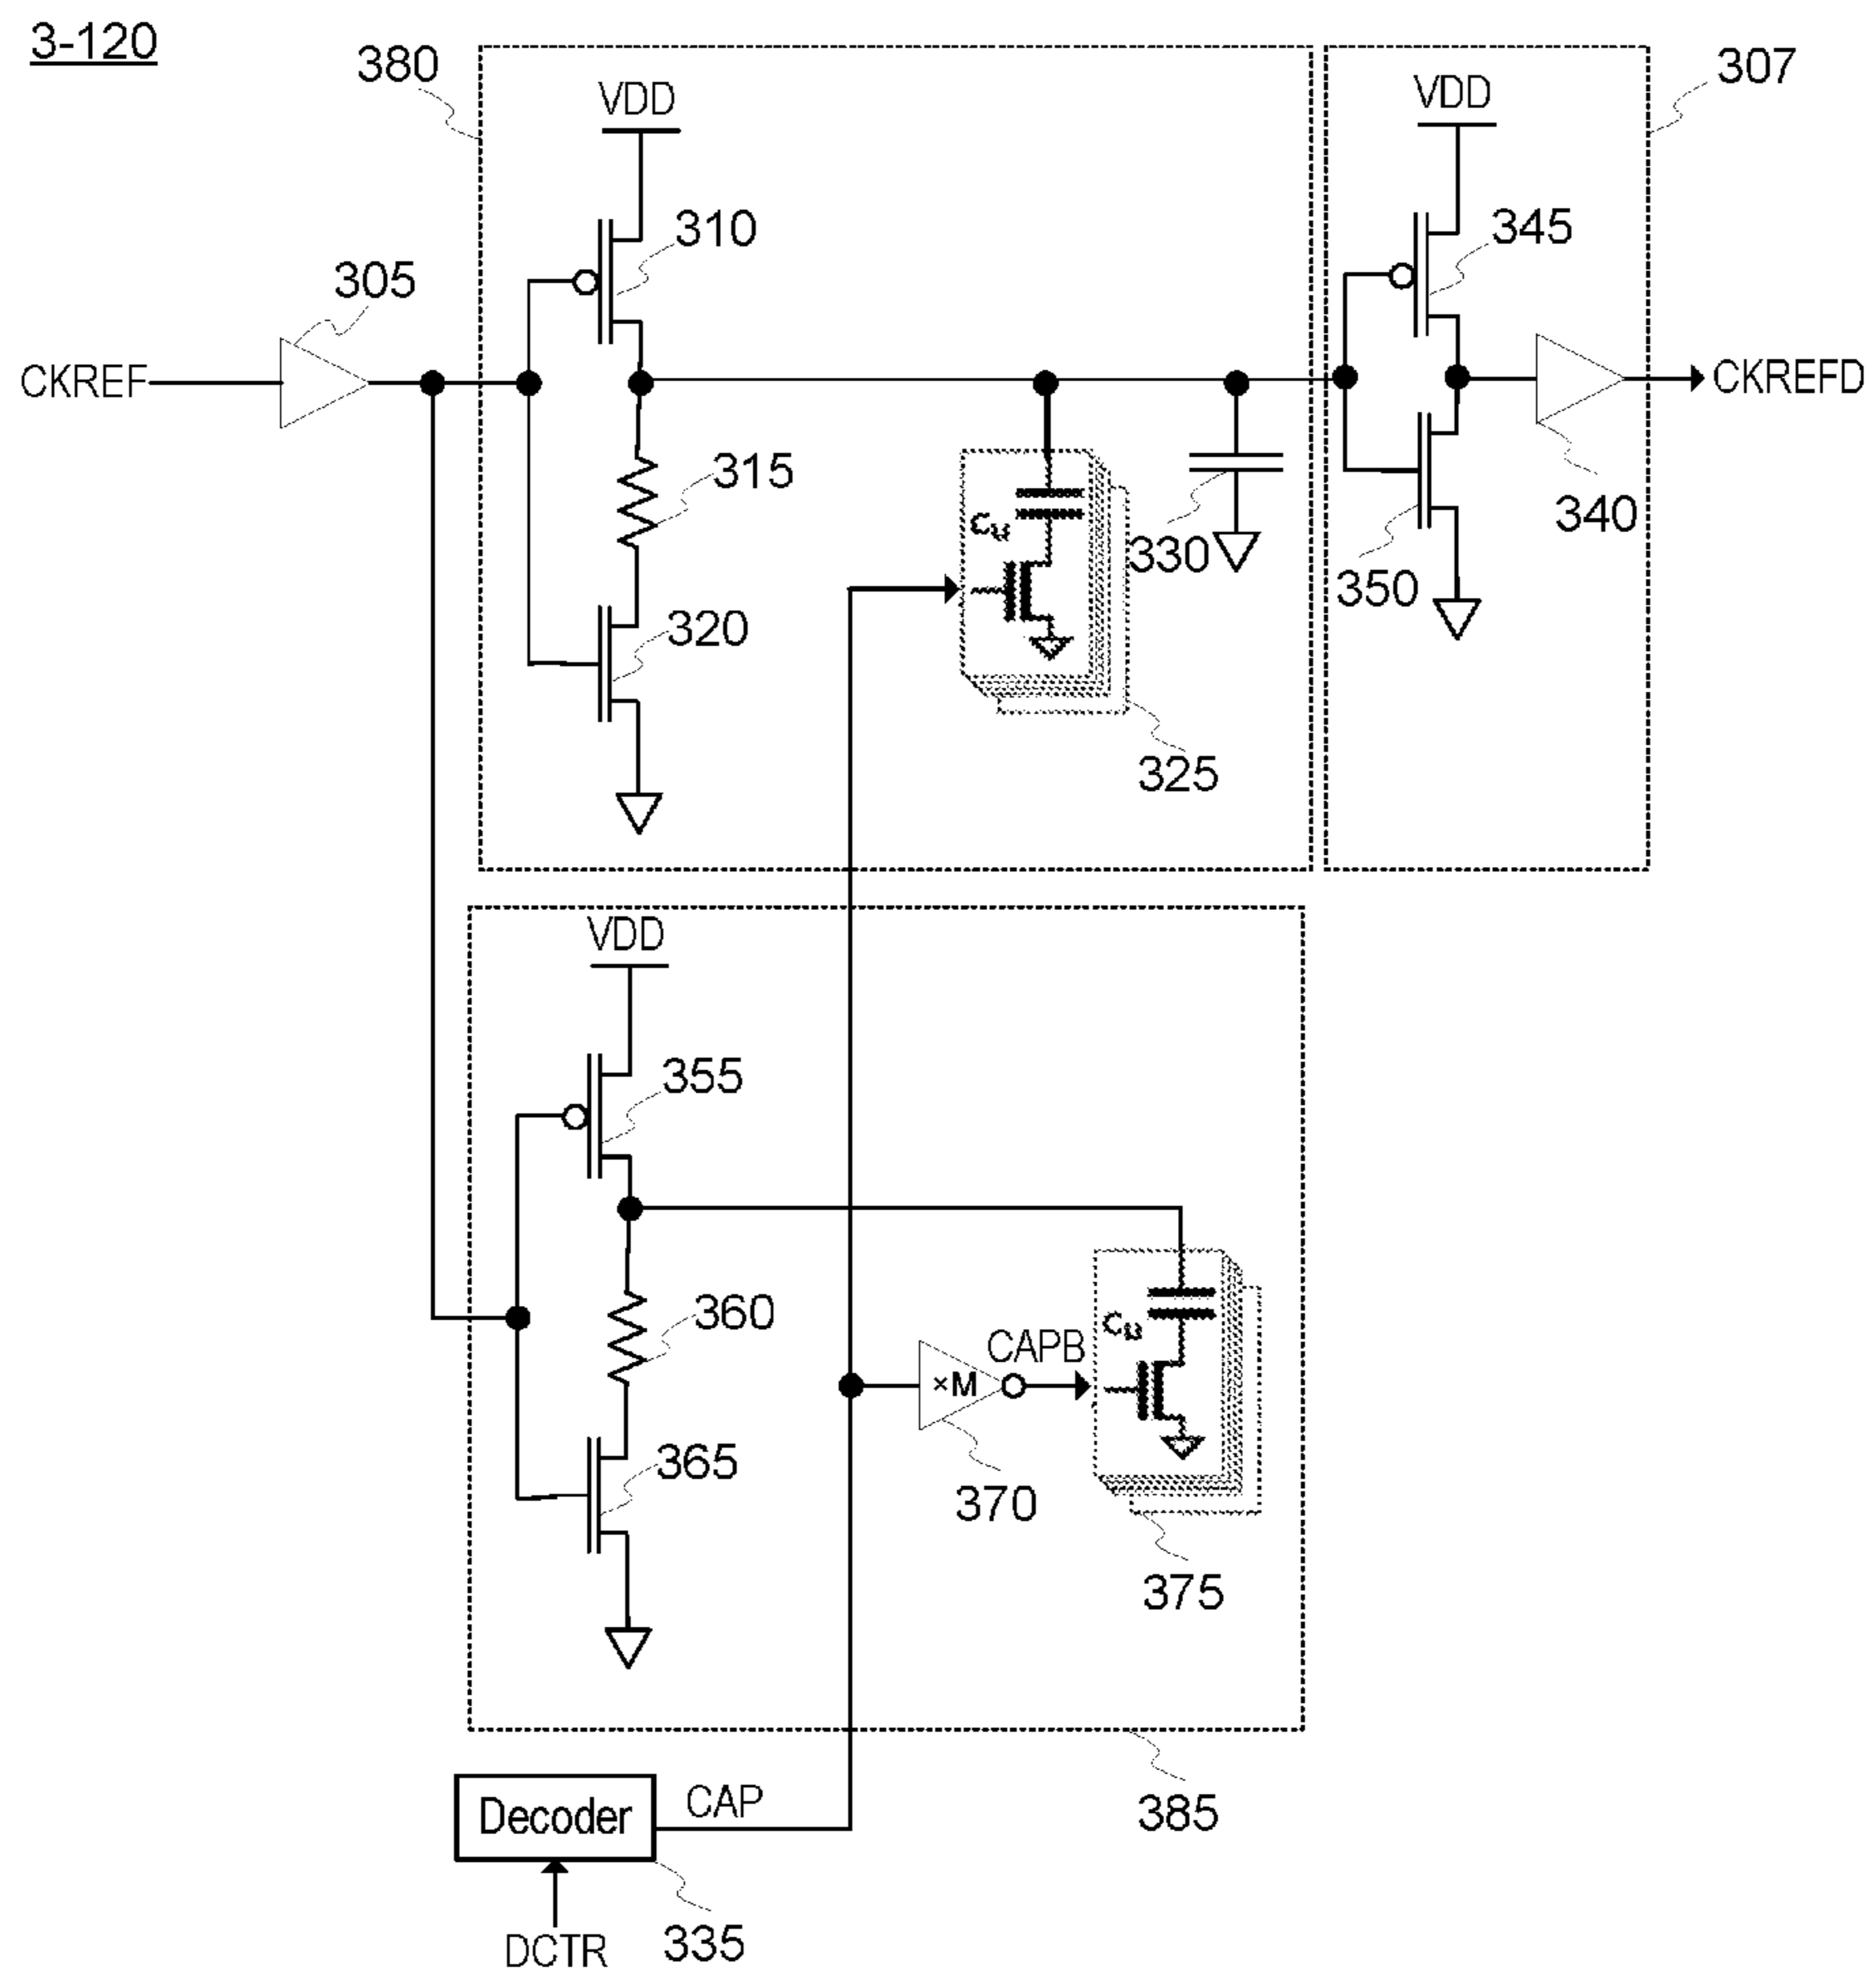 3-120
380
307
VDD
VDD
310
345
305
CKREF
CKREFD
315
Cu
330
340
350
320
325
VDD
355
360
CAPB
Cu
×M
365
370
375
Decoder
CAP
385
335
DCTR